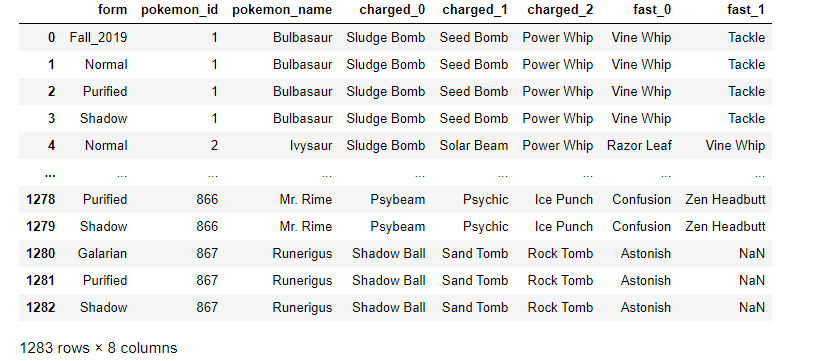 form pokemon_id pokemon_name charged_0 charged_1 charged_2 fast_0 fast_1
0 Fall_2019 1 Bulbasaur Sludge Bomb Seed Bomb Power Whip Vine Whip Tackle
1 Normal 1 Bulbasaur Sludge Bomb Seed Bomb Power Whip Vine Whip Tackle
2 Purified 1 Bulbasaur Sludge Bomb Seed Bomb Power Whip Vine Whip Tackle
3 Shadow 1 Bulbasaur Sludge Bomb Seed Bomb Power Whip Vine Whip Tackle
4 Normal 2 Ivysaur Sludge Bomb Solar Beam Power Whip Razor Leaf Vine Whip
... ... ... ... ... ... ... ... ...
1278 Purified 866 Mr. Rime Psybeam Psychic Ice Punch Confusion Zen Headbutt
1279 Shadow 866 Mr. Rime Psybeam Psychic Ice Punch Confusion Zen Headbutt
1280 Galarian 867 Runerigus Shadow Ball Sand Tomb Rock Tomb Astonish NaN
1281 Purified 867 Runerigus Shadow Ball Sand Tomb Rock Tomb Astonish NaN
1282 Shadow 867 Runerigus Shadow Ball Sand Tomb Rock Tomb Astonish NaN
1283 rows × 8 columns